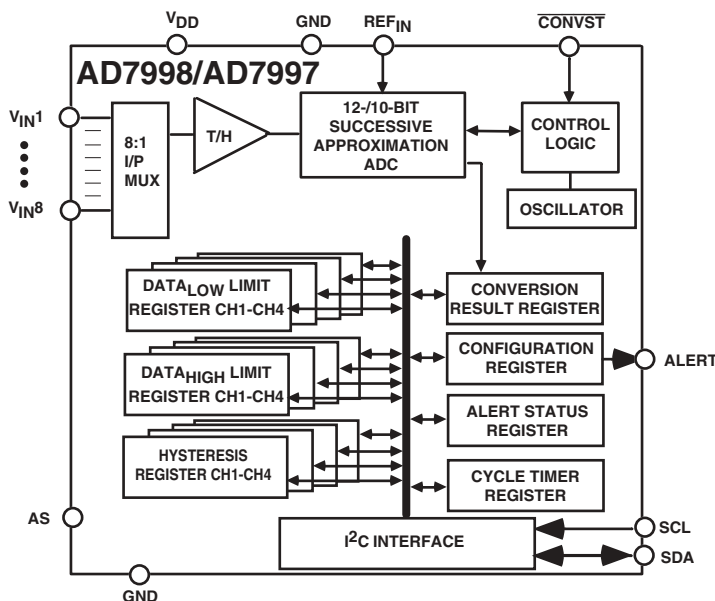 VDD
GND
REFIN
CONVST
AD7998/AD7997
VIN1
VIN8
8:1
I/P
MUX
T/H
12-/10-BIT
SUCCESSIVE
APPROXIMATION
ADC
CONTROL
LOGIC
OSCILLATOR
DATALOW LIMIT
REGISTER CH1-CH4
CONVERSION
RESULT REGISTER
DATAHIGH LIMIT
REGISTER CH1-CH4
CONFIGURATION
REGISTER
ALERT
ALERT STATUS
REGISTER
HYSTERESIS
REGISTER CH1-CH4
CYCLE TIMER
REGISTER
AS
I2C INTERFACE
SCL
SDA
GND